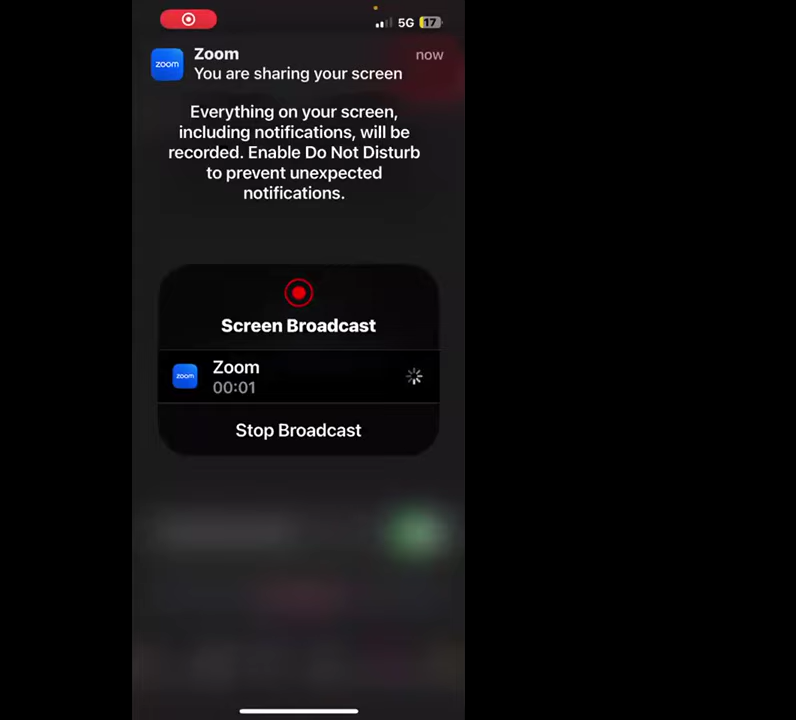 5G 17
Zoom
now
zoom
You are sharing your screen
Everything on your screen,
including notifications, will be
recorded. Enable Do Not Disturb
to prevent unexpected
notifications.
Screen Broadcast
zoom
Zoom
00:01
Stop Broadcast